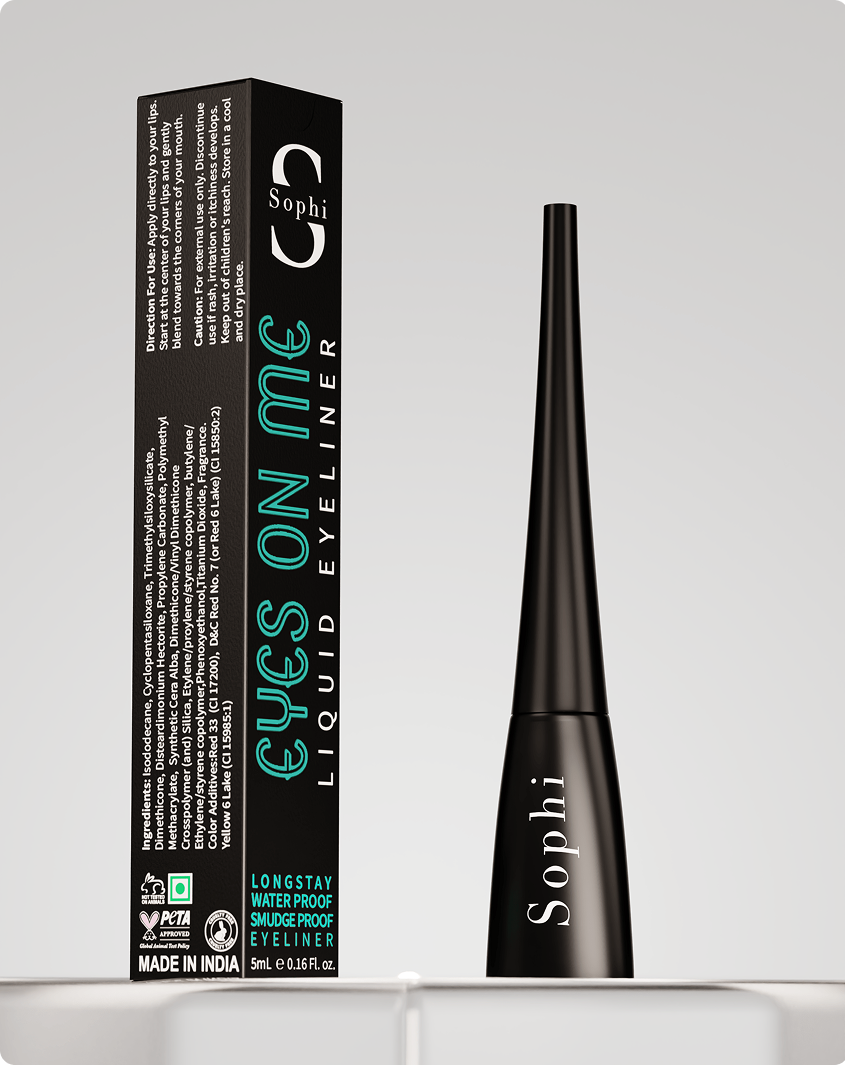 Direction For Use: Apply directly to your lips.
Start at the center of your lips and gently
blend towards the corners of your mouth.
Caution: For external use only. Discontinue
use if rash, irritation or itchiness develops.
Keep out of children's reach. Store in a cool
and dry place.
Ingredients: Isododecane, Cyclopentasiloxane, Trimethylsiloxysilicate,
Dimethicone, Disteardimonium Hectorite, Propylene Carbonate, Polymethyl
Methacrylate, Synthetic Cera Alba, Dimethicone/Vinyl Dimethicone
Crosspolymer (and) Silica, Etylene/proylene/styrene copolymer, butylene/
Ethylene/styrene copolymer,Phenoxyethanol,Titanium Dioxide, Fragrance.
Color Additives:Red 33 (CI 17200), D&C Red No. 7 (or Red 6 Lake) (CI 15850:2)
Yellow 6 Lake (CI 15985:1)
NOT TESTED
ON ANIMALS
PETA
APPROVED
Global Animal Test Policy
CRUELTY FREE
CRUELTY FREE
MADE IN INDIA
Sophi
EYES ON ME
LIQUID EYELINER
LONGSTAY
WATER PROOF
SMUDGE PROOF
EYELINER
5mL ℮ 0.16 Fl. oz.
Sophi